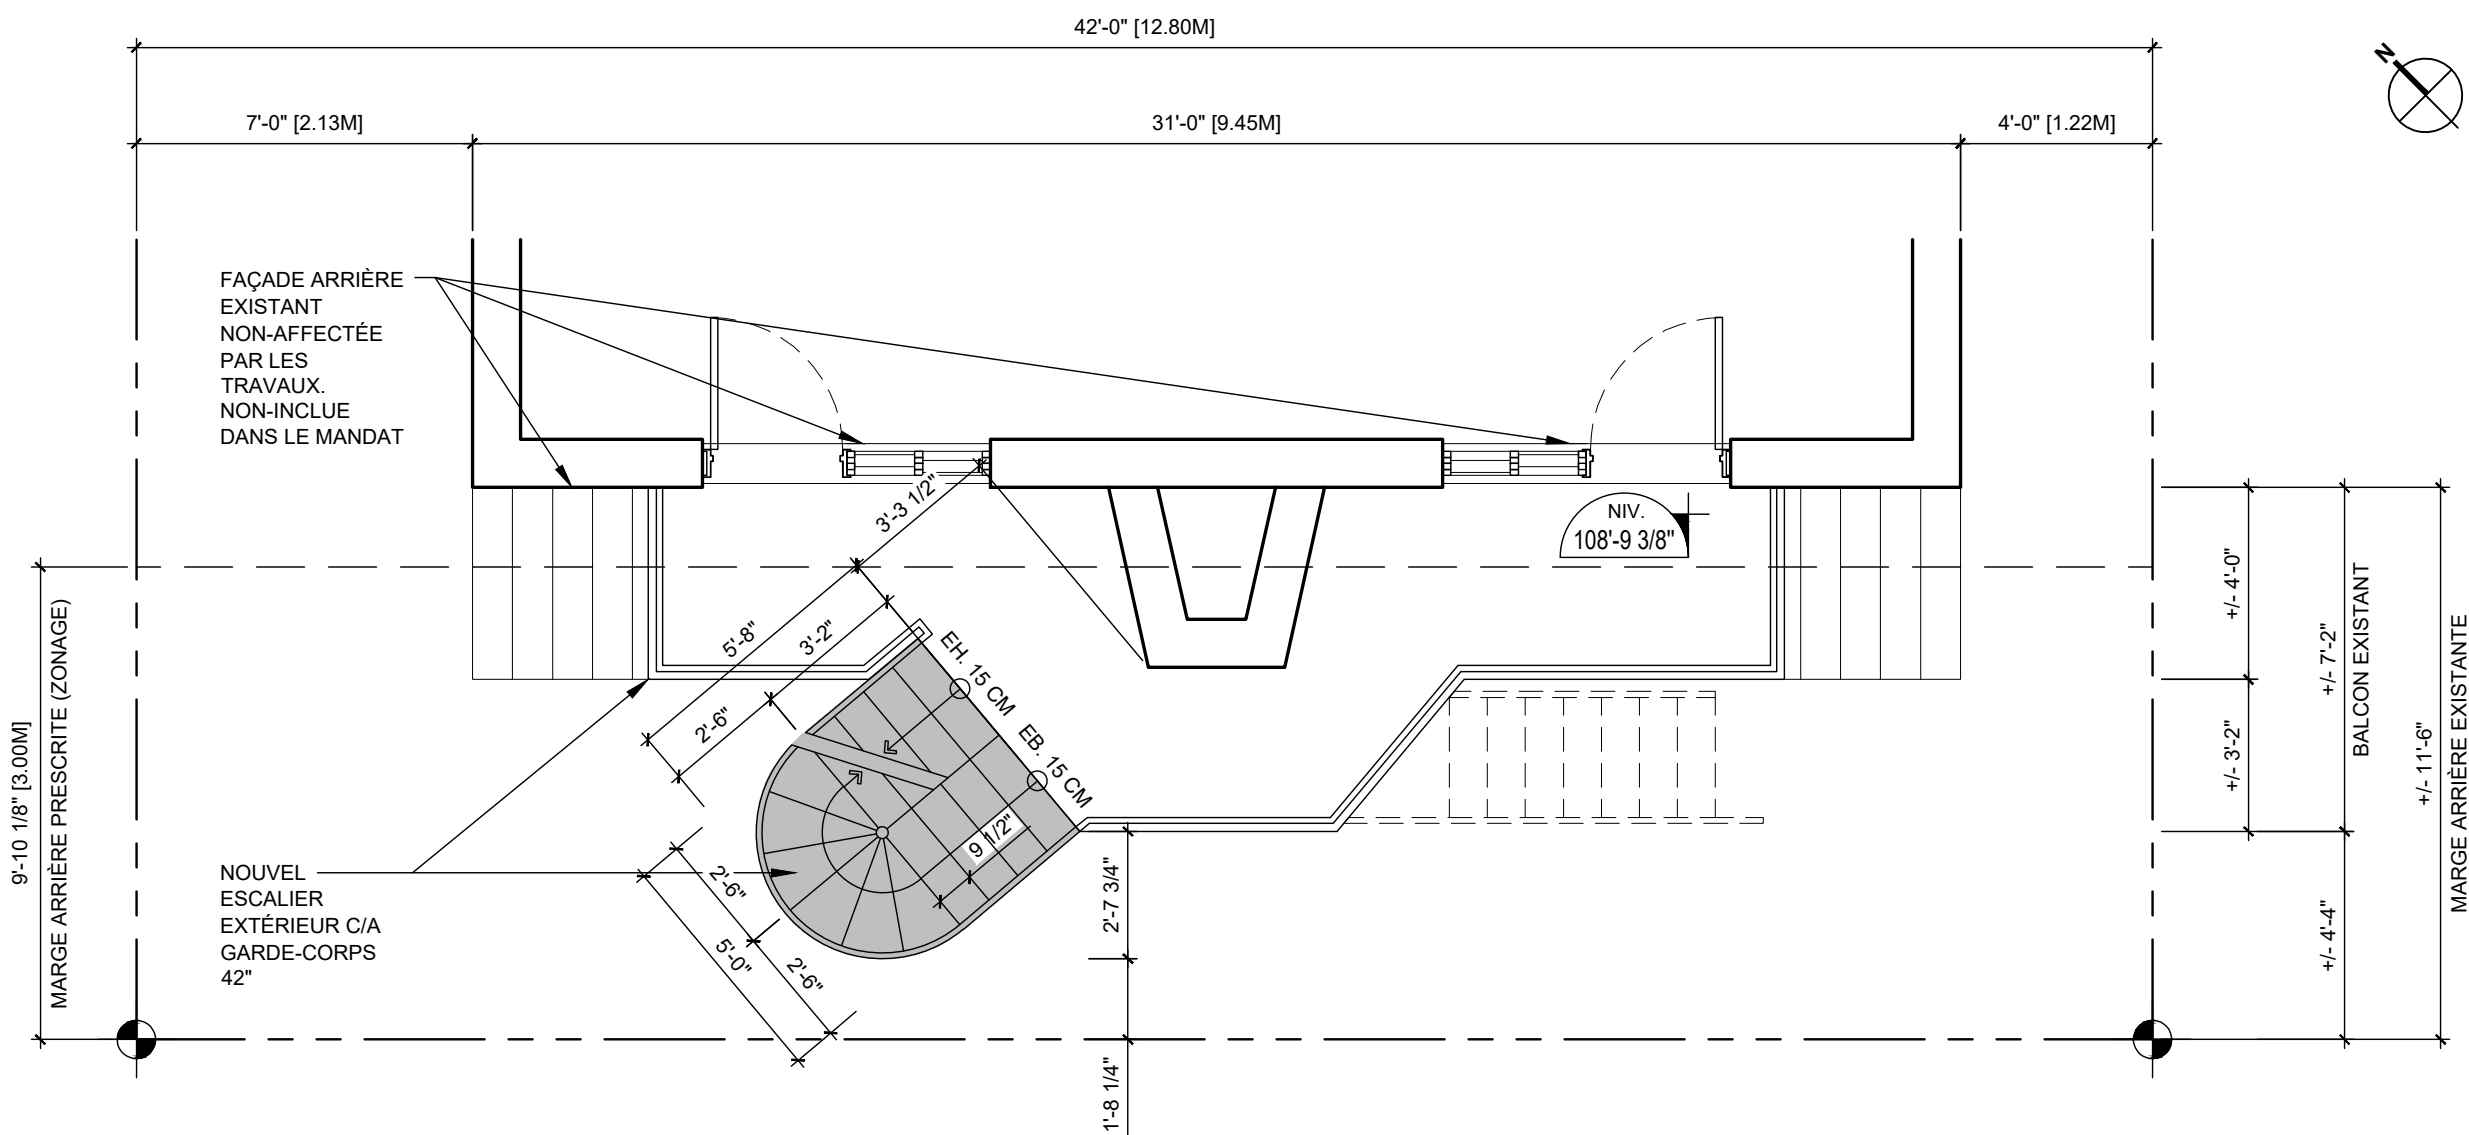 42'-0" [12.80M]
N
7'-0" [2.13M]
31'-0" [9.45M]
4'-0" [1.22M]
FAÇADE ARRIÈRE
EXISTANT
NON-AFFECTÉE
PAR LES
TRAVAUX.
NON-INCLUE
DANS LE MANDAT
3'-3 1/2"
NIV.
108'-9 3/8"
5'-8"
3'-2"
2'-6"
EH. 15 CM
EB. 15 CM
9 1/2"
NOUVEL
ESCALIER
EXTÉRIEUR C/A
GARDE-CORPS
42"
2'-6"
5'-0"
2'-6"
2'-7 3/4"
1'-8 1/4"
9'-10 1/8" [3.00M]
MARGE ARRIÈRE PRESCRITE (ZONAGE)
+/- 4'-0"
+/- 3'-2"
+/- 7'-2"
BALCON EXISTANT
+/- 4'-4"
+/- 11'-6"
MARGE ARRIÈRE EXISTANTE